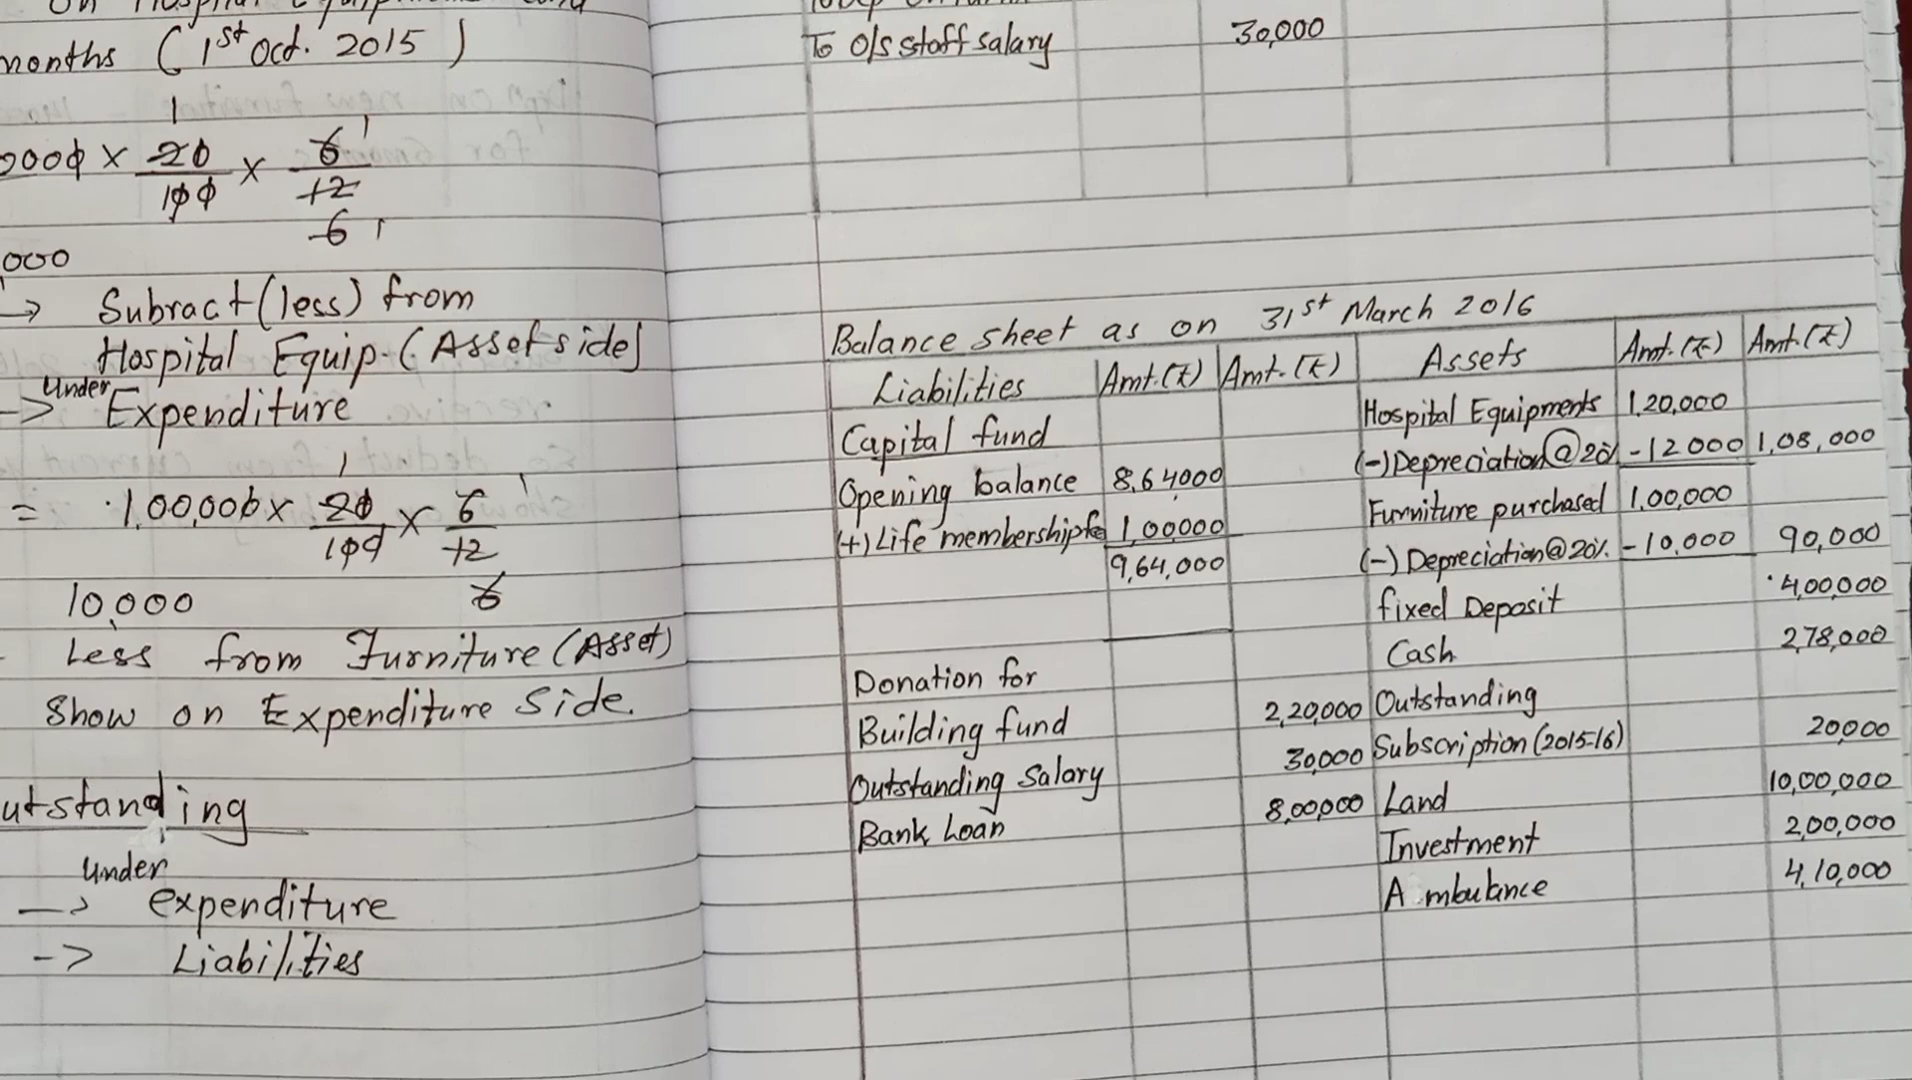 months (1st Oct. 2015)
1
000 × 20/100 × 6/12 1
6 1
000
→ Subract (less) from
Hospital Equip. (Asset side)
→ Under Expenditure
= 1,00,000 × 20/100 × 6/12 1
1
10,000 6
Less from Furniture (Asset)
Show on Expenditure Side.
utstanding
Under
→ expenditure
→ Liabilities
To O/s staff salary 30,000
Balance sheet as on 31st March 2016
Liabilities Amt.(₹) Amt.(₹) Assets Amt.(₹) Amt.(₹)
Capital fund Hospital Equipments 1,20,000
Opening balance 8,64000 (-) Depreciation @ 20% -12000 1,08,000
(+) Life membership fee 1,00000 Furniture purchased 1,00,000
9,64,000 (-) Depreciation @ 20% -10,000 90,000
fixed Deposit 4,00000
Cash 2,78,000
Donation for Outstanding
Building fund 2,20,000 Subscription (2015-16) 20,000
Outstanding Salary 30,000 Land 10,00,000
Bank Loan 8,00,000 Investment 2,00,000
Ambulance 4,10,000